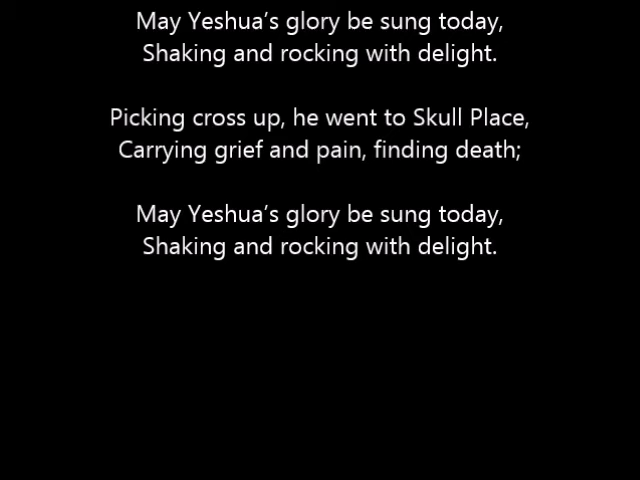 May Yeshua’s glory be sung today,
Shaking and rocking with delight.
Picking cross up, he went to Skull Place,
Carrying grief and pain, finding death;
May Yeshua’s glory be sung today,
Shaking and rocking with delight.